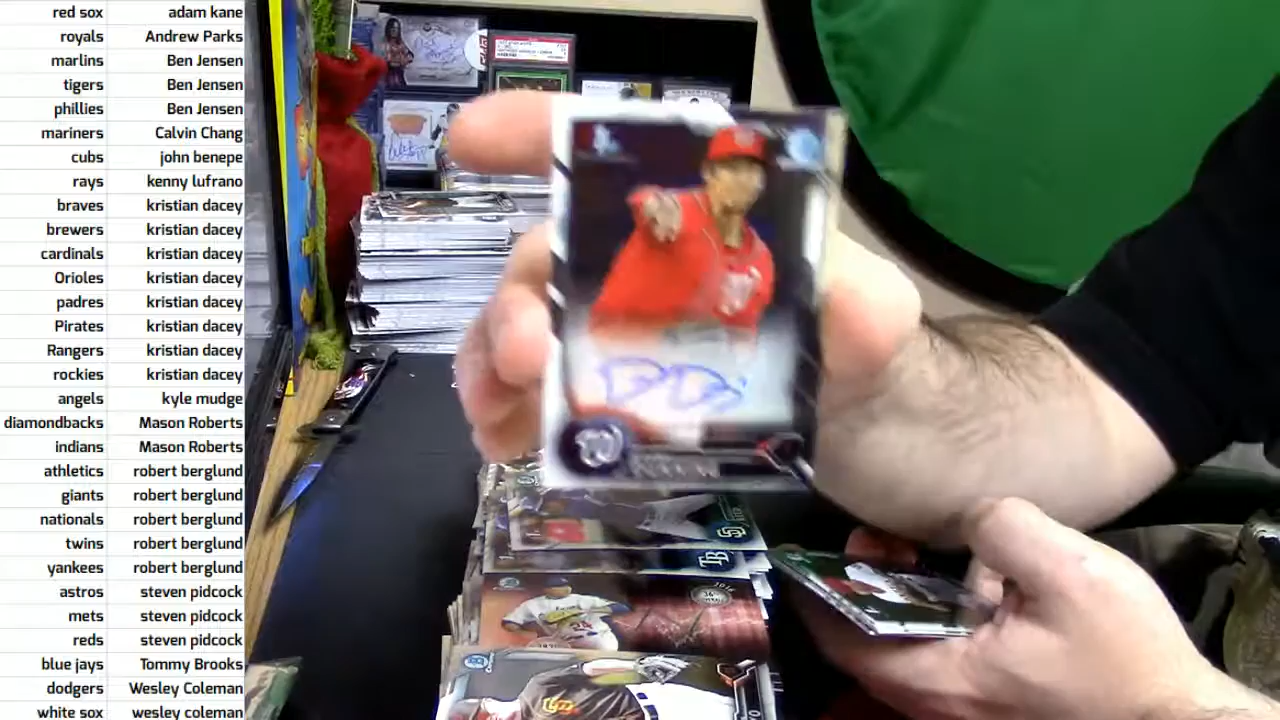 red sox adam kane
royals Andrew Parks
marlins Ben Jensen
tigers Ben Jensen
phillies Ben Jensen
mariners Calvin Chang
cubs john benepe
rays kenny lufrano
braves kristian dacey
brewers kristian dacey
cardinals kristian dacey
Orioles kristian dacey
padres kristian dacey
Pirates kristian dacey
Rangers kristian dacey
rockies kristian dacey
angels kyle mudge
diamondbacks Mason Roberts
indians Mason Roberts
athletics robert berglund
giants robert berglund
nationals robert berglund
twins robert berglund
yankees robert berglund
astros steven pidcock
mets steven pidcock
reds steven pidcock
blue jays Tommy Brooks
dodgers Wesley Coleman
white sox wesley coleman